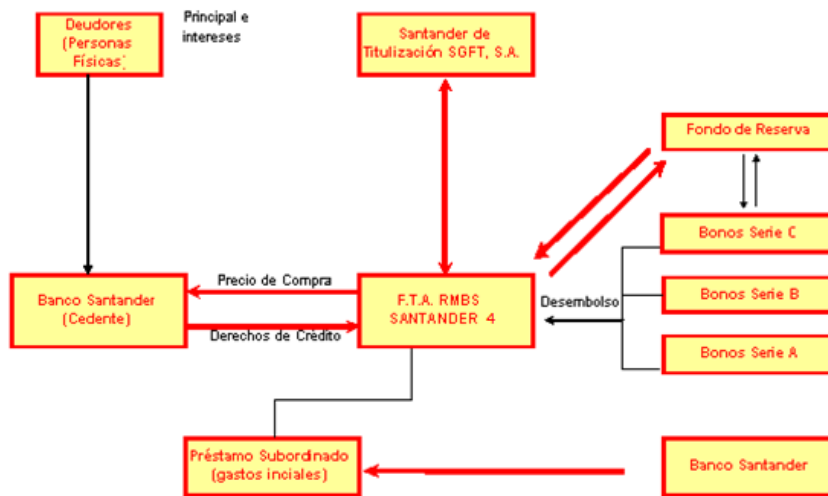 Deudores
(Personas
Físicas)
Principal e
intereses
Santander de
Titulización SGFT, S.A.
Fondo de Reserva
Bonos Serie C
Precio de Compra
Banco Santander
(Cedente)
F.T.A. RMBS
SANTANDER 4
Desembolso
Bonos Serie B
Derechos de Crédito
Bonos Serie A
Préstamo Subordinado
(gastos inciales)
Banco Santander